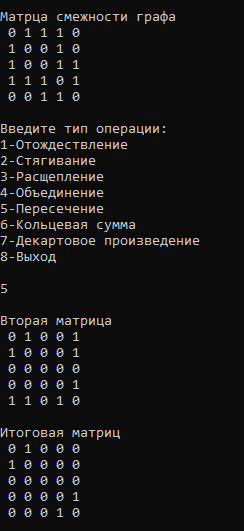 Матрца смежности графа
0 1 1 1 0
1 0 0 1 0
1 0 0 1 1
1 1 1 0 1
0 0 1 1 0
Введите тип операции:
1-Отождествление
2-Стягивание
3-Расщепление
4-Объединение
5-Пересечение
6-Кольцевая сумма
7-Декартовое произведение
8-Выход
5
Вторая матрица
0 1 0 0 1
1 0 0 0 1
0 0 0 0 0
0 0 0 0 1
1 1 0 1 0
Итоговая матриц
0 1 0 0 0
1 0 0 0 0
0 0 0 0 0
0 0 0 0 1
0 0 0 1 0